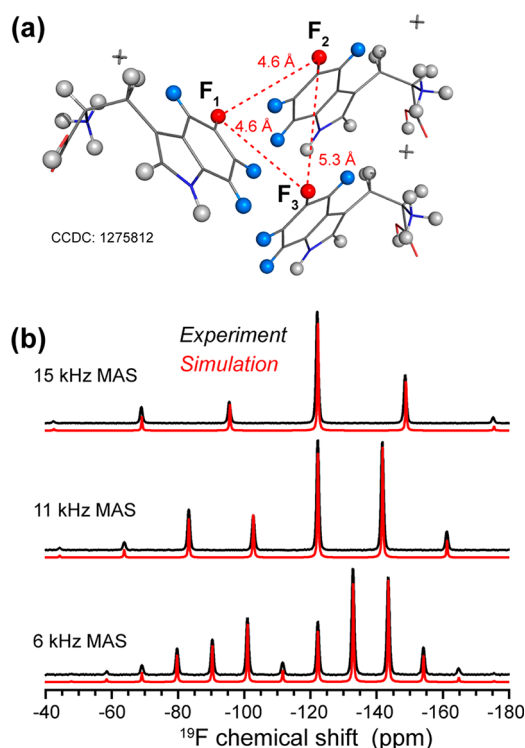 (a)
F2
4.6 Å
F1
4.6 Å
5.3 Å
F3
CCDC: 1275812
(b)
Experiment
Simulation
15 kHz MAS
11 kHz MAS
6 kHz MAS
-40 -60 -80 -100 -120 -140 -160 -180
19F chemical shift (ppm)